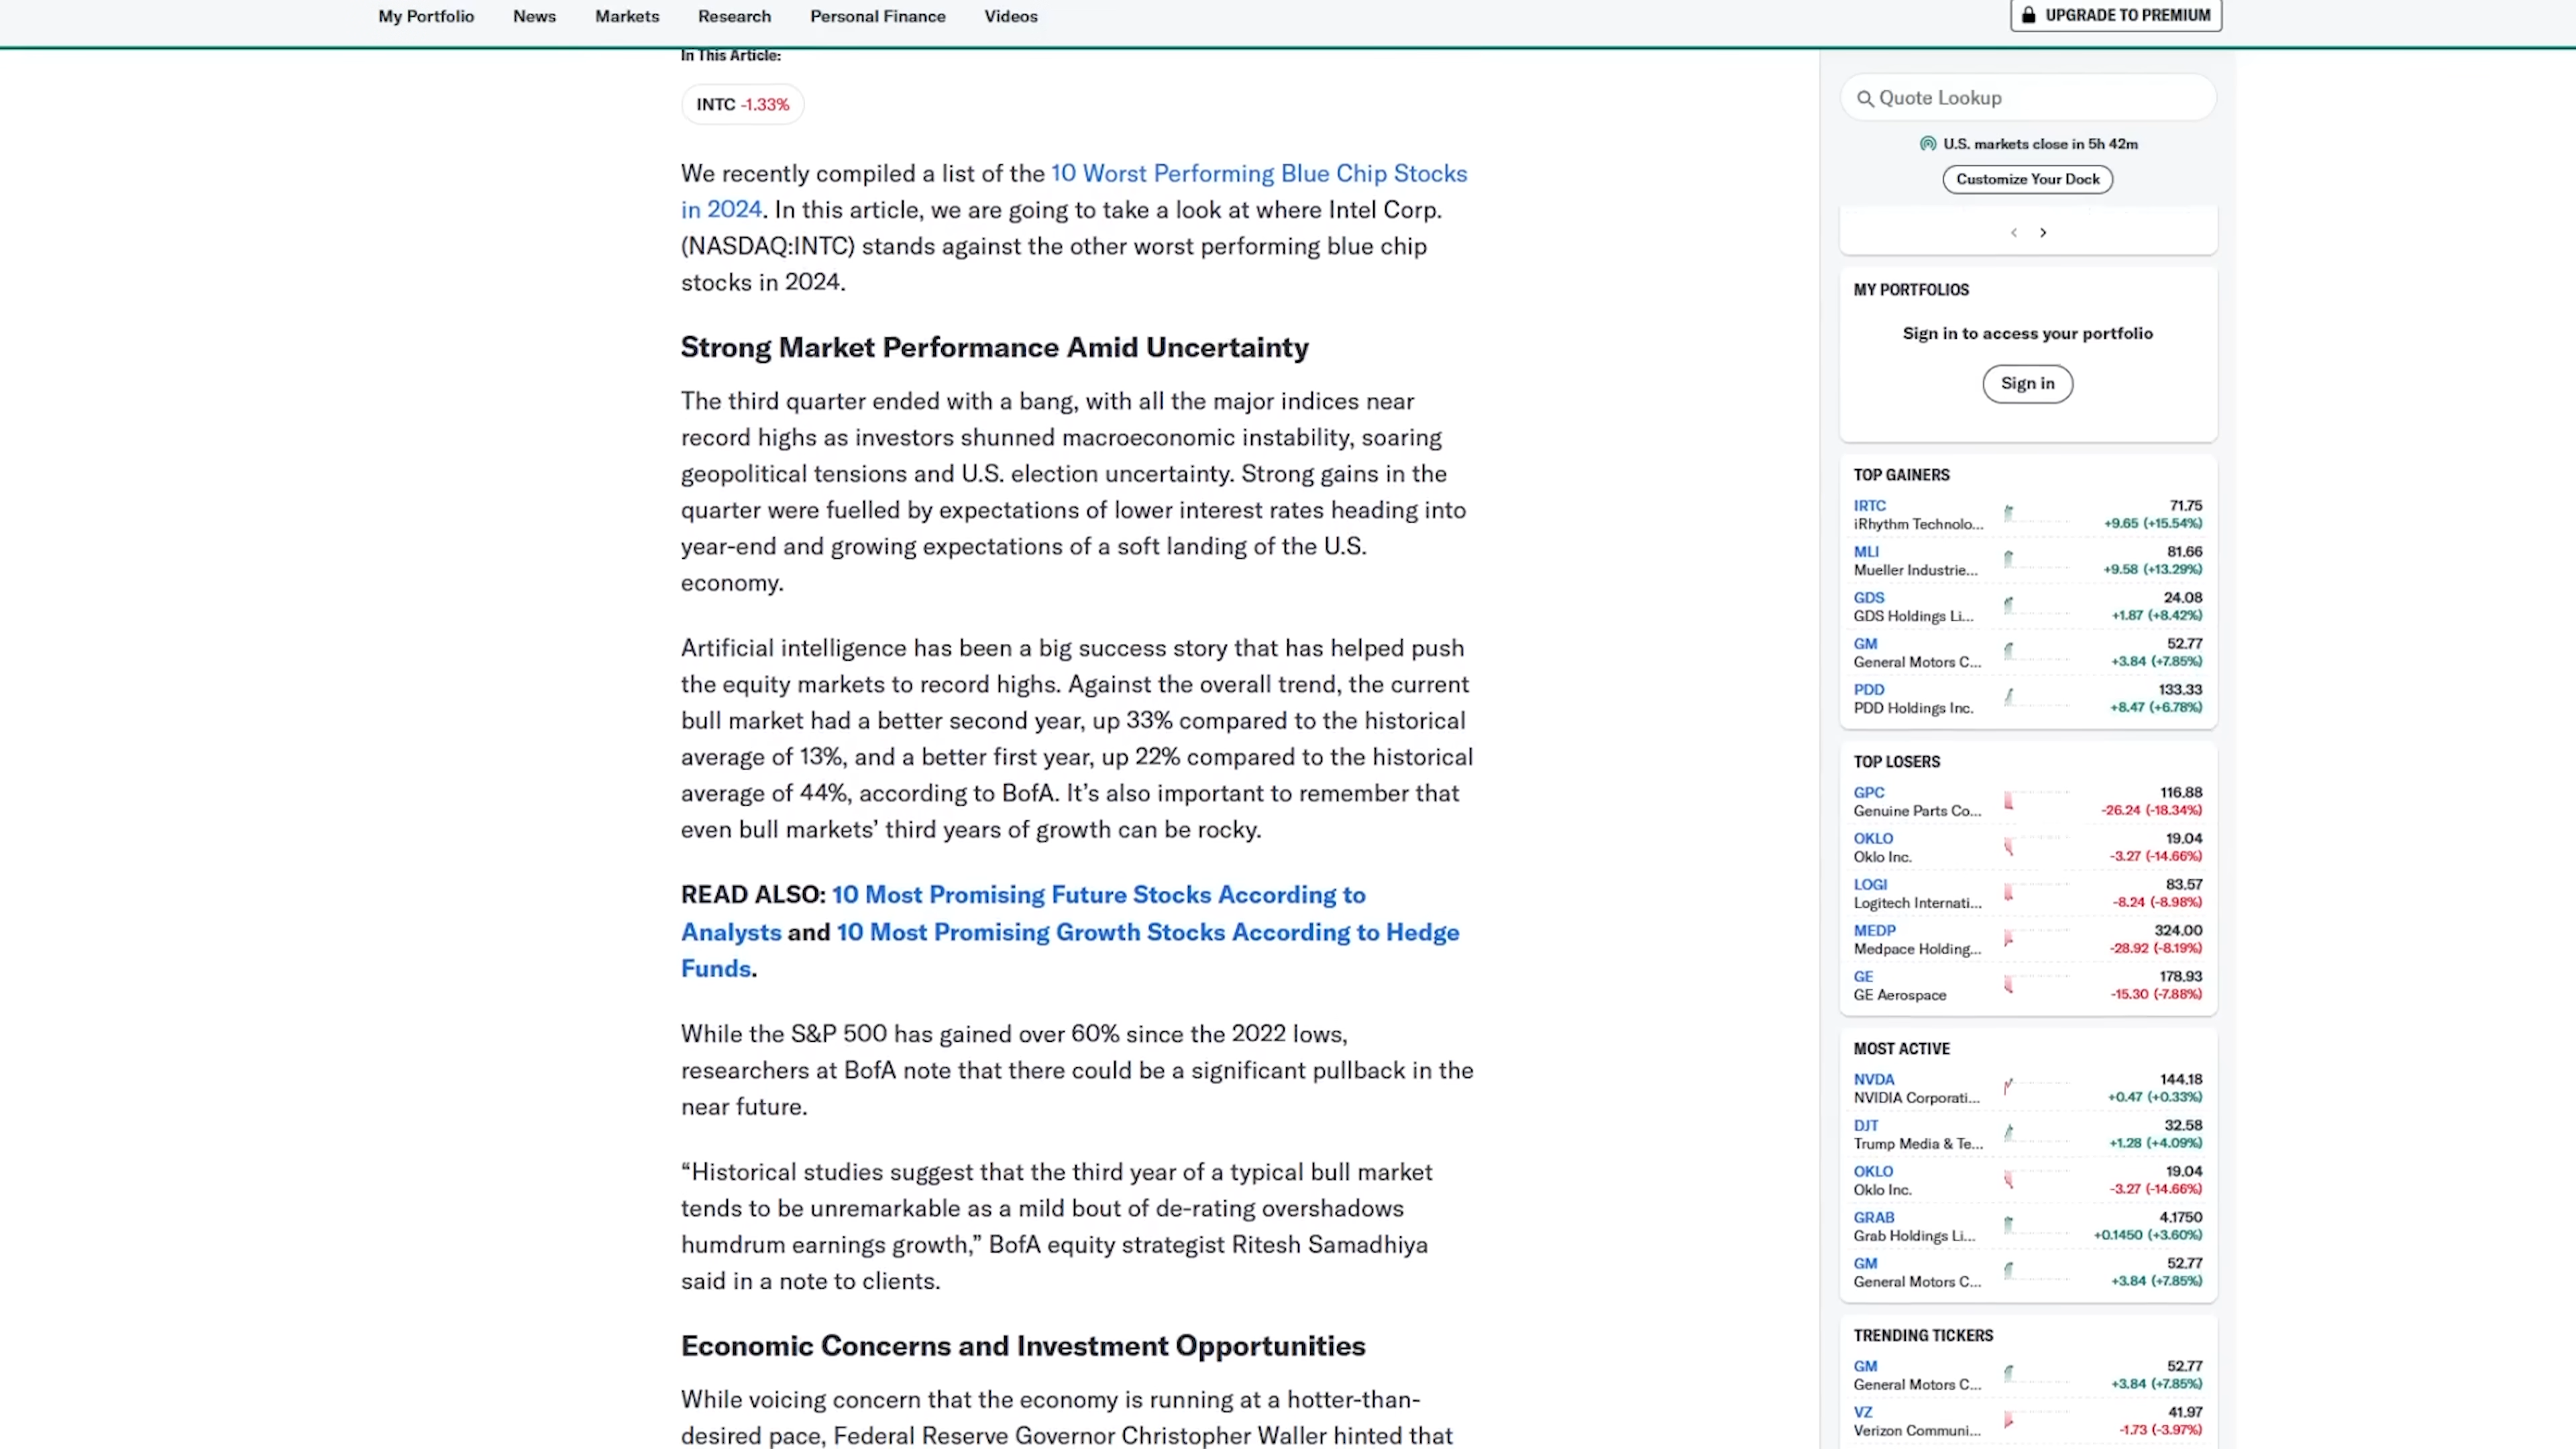 My Portfolio News Markets Research Personal Finance Videos
UPGRADE TO PREMIUM
In This Article:
INTC -1.33%
We recently compiled a list of the 10 Worst Performing Blue Chip Stocks
in 2024. In this article, we are going to take a look at where Intel Corp.
(NASDAQ:INTC) stands against the other worst performing blue chip
stocks in 2024.
Strong Market Performance Amid Uncertainty
The third quarter ended with a bang, with all the major indices near
record highs as investors shunned macroeconomic instability, soaring
geopolitical tensions and U.S. election uncertainty. Strong gains in the
quarter were fuelled by expectations of lower interest rates heading into
year-end and growing expectations of a soft landing of the U.S.
economy.
Artificial intelligence has been a big success story that has helped push
the equity markets to record highs. Against the overall trend, the current
bull market had a better second year, up 33% compared to the historical
average of 13%, and a better first year, up 22% compared to the historical
average of 44%, according to BofA. It’s also important to remember that
even bull markets’ third years of growth can be rocky.
READ ALSO: 10 Most Promising Future Stocks According to
Analysts and 10 Most Promising Growth Stocks According to Hedge
Funds.
While the S&P 500 has gained over 60% since the 2022 lows,
researchers at BofA note that there could be a significant pullback in the
near future.
“Historical studies suggest that the third year of a typical bull market
tends to be unremarkable as a mild bout of de-rating overshadows
humdrum earnings growth,” BofA equity strategist Ritesh Samadhiya
said in a note to clients.
Economic Concerns and Investment Opportunities
While voicing concern that the economy is running at a hotter-than-
desired pace, Federal Reserve Governor Christopher Waller hinted that
Quote Lookup
U.S. markets close in 5h 42m
Customize Your Dock
MY PORTFOLIOS
Sign in to access your portfolio
Sign in
TOP GAINERS
IRTC 71.75
iRhythm Technolo... +9.65 (+15.54%)
MLI 81.66
Mueller Industrie... +9.58 (+13.29%)
GDS 24.08
GDS Holdings Li... +1.87 (+8.42%)
GM 52.77
General Motors C... +3.84 (+7.85%)
PDD 133.33
PDD Holdings Inc. +8.47 (+6.78%)
TOP LOSERS
GPC 116.88
Genuine Parts Co... -26.24 (-18.34%)
OKLO 19.04
Oklo Inc. -3.27 (-14.66%)
LOGI 83.57
Logitech Internati... -8.24 (-8.98%)
MEDP 324.00
Medpace Holding... -28.92 (-8.19%)
GE 178.93
GE Aerospace -15.30 (-7.88%)
MOST ACTIVE
NVDA 144.18
NVIDIA Corporati... +0.47 (+0.33%)
DJT 32.58
Trump Media & Te... +1.28 (+4.09%)
OKLO 19.04
Oklo Inc. -3.27 (-14.66%)
GRAB 4.1750
Grab Holdings Li... +0.1450 (+3.60%)
GM 52.77
General Motors C... +3.84 (+7.85%)
TRENDING TICKERS
GM 52.77
General Motors C... +3.84 (+7.85%)
VZ 41.97
Verizon Communi... -1.73 (-3.97%)